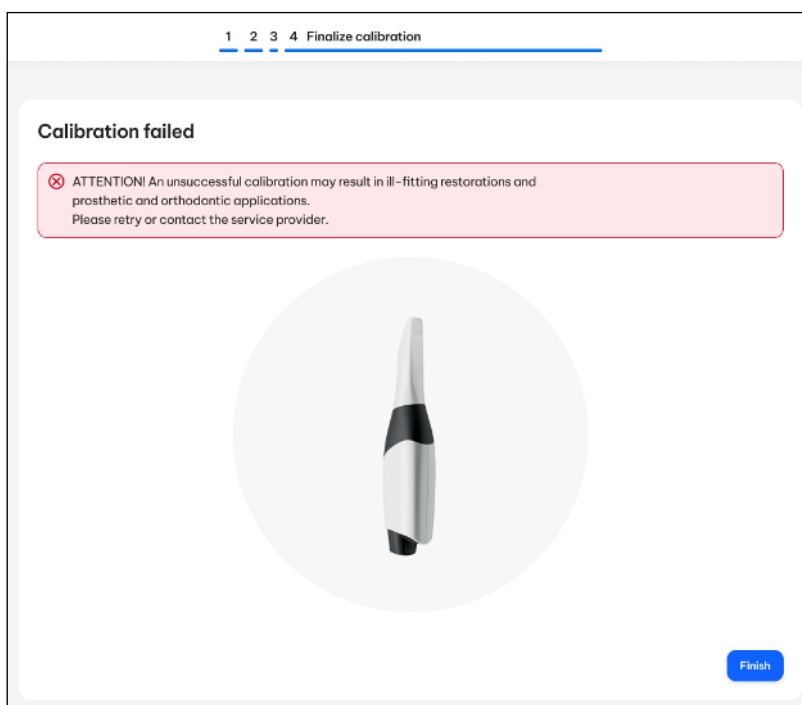 1 2 3 4 Finalize calibration
Calibration failed
ATTENTION! An unsuccessful calibration may result in ill-fitting restorations and
prosthetic and orthodontic applications.
Please retry or contact the service provider.
Finish